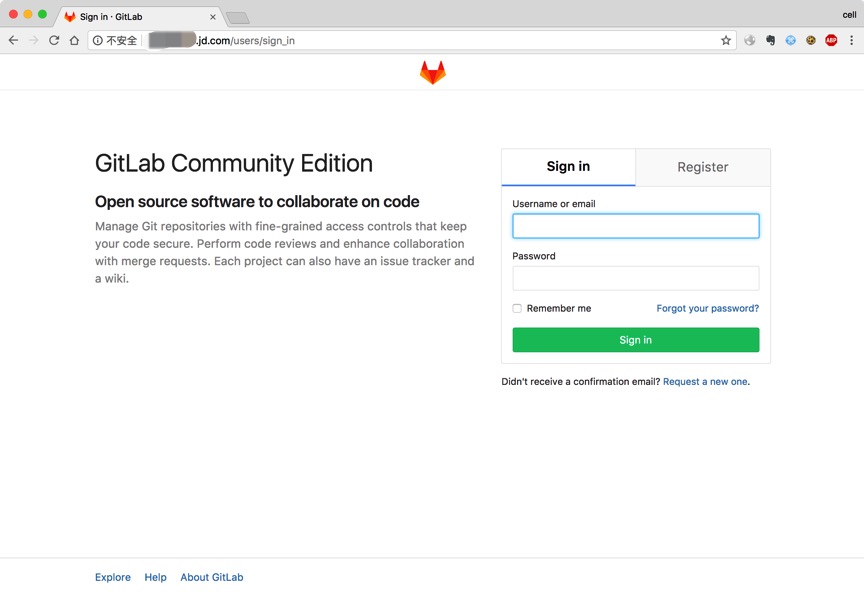 Sign in · GitLab
cell
不安全
.jd.com/users/sign_in
ABP
GitLab Community Edition
Open source software to collaborate on code
Manage Git repositories with fine-grained access controls that keep
your code secure. Perform code reviews and enhance collaboration
with merge requests. Each project can also have an issue tracker and
a wiki.
Sign in
Register
Username or email
Password
Remember me
Forgot your password?
Sign in
Didn't receive a confirmation email? Request a new one.
Explore
Help
About GitLab